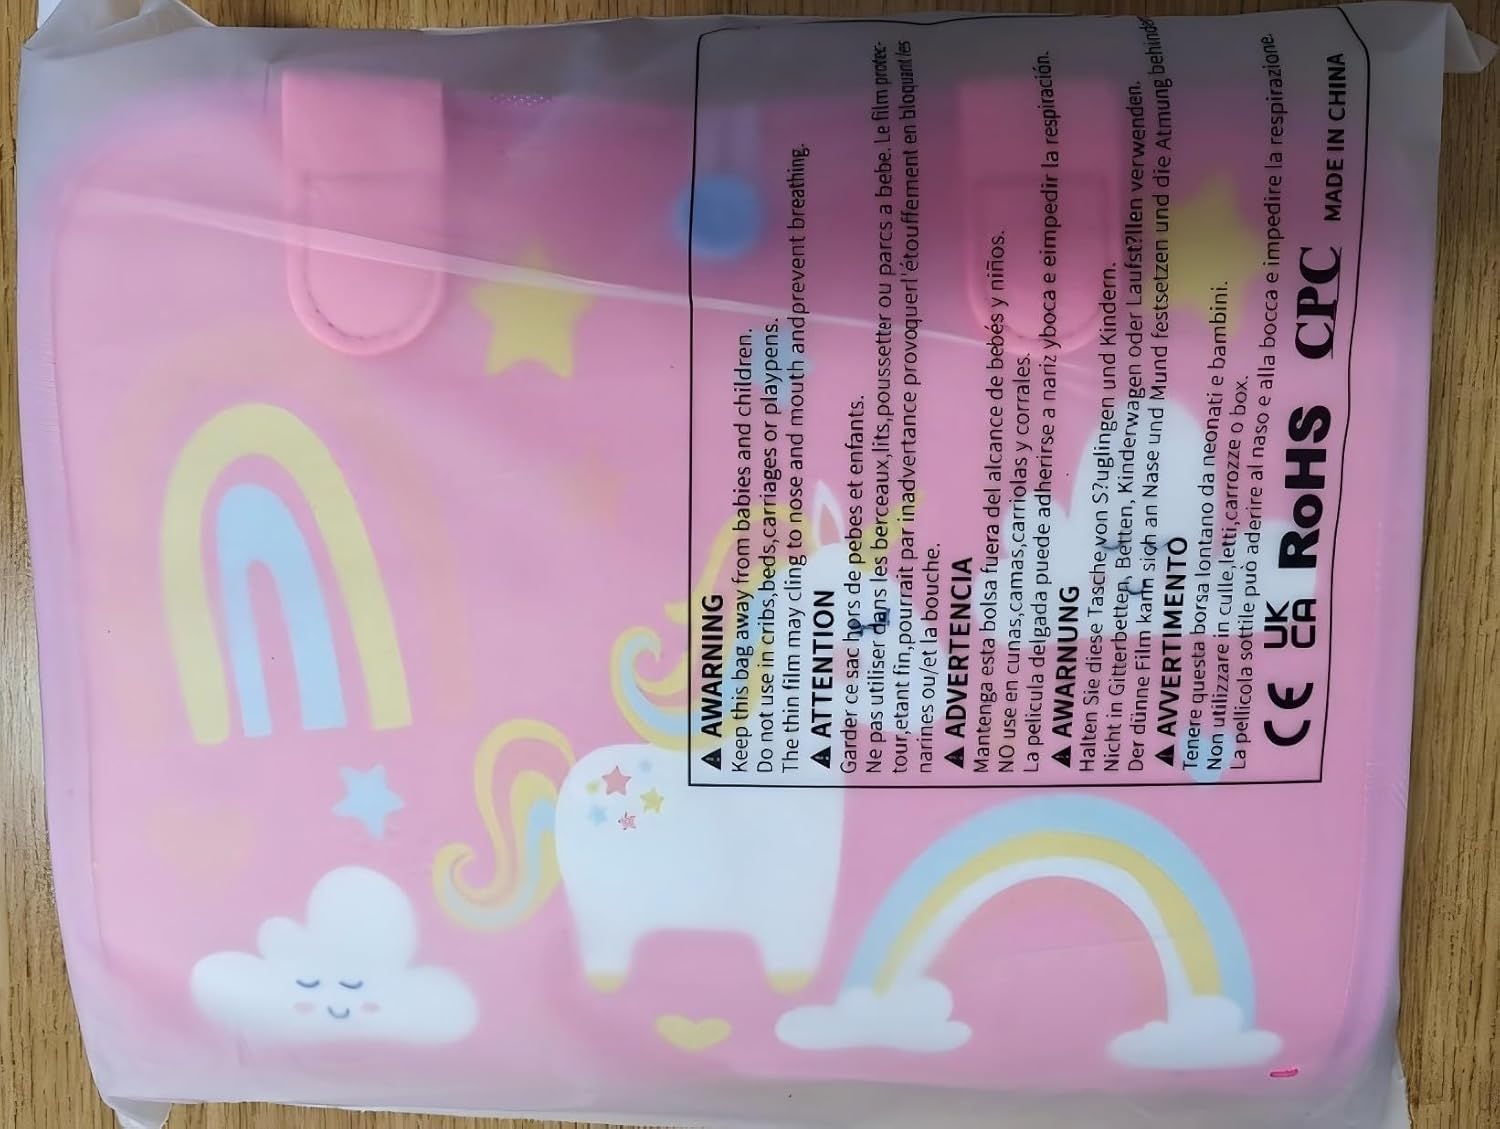 ⚠ AWARNING
Keep this bag away from babies and children.
Do not use in cribs,beds,carriages or playpens.
The thin film may cling to nose and mouth andprevent breathing.
⚠ ATTENTION
Garder ce sac hors de pebes et enfants.
Ne pas utiliser dans les berceaux,lits,poussetter ou parcs a bebe. Le film protec-
tour,etant fin,pourrait par inadvertance provoquerl'étouffement en bloquant les
narines ou/et la bouche.
⚠ ADVERTENCIA
Mantenga esta bolsa fuera del alcance de bebés y niños.
NO use en cunas,camas,carriolas y corrales.
La pelicula delgada puede adherirse a nariz yboca e eimpedir la respiración.
⚠ AWARNUNG
Halten Sie diese Tasche von S?uglingen und Kindern.
Nicht in Gitterbetten, Betten, Kinderwagen oder Laufst?llen verwenden.
Der dünne Film kann sich an Nase und Mund festsetzen und die Atmung behinde
⚠ AVVERTIMENTO
Tenere questa borsa lontano da neonati e bambini.
Non utilizzare in culle,letti,carrozze o box.
La pellicola sottile può aderire al naso e alla bocca e impedire la respirazione.
CE UK CA RoHS CPC MADE IN CHINA